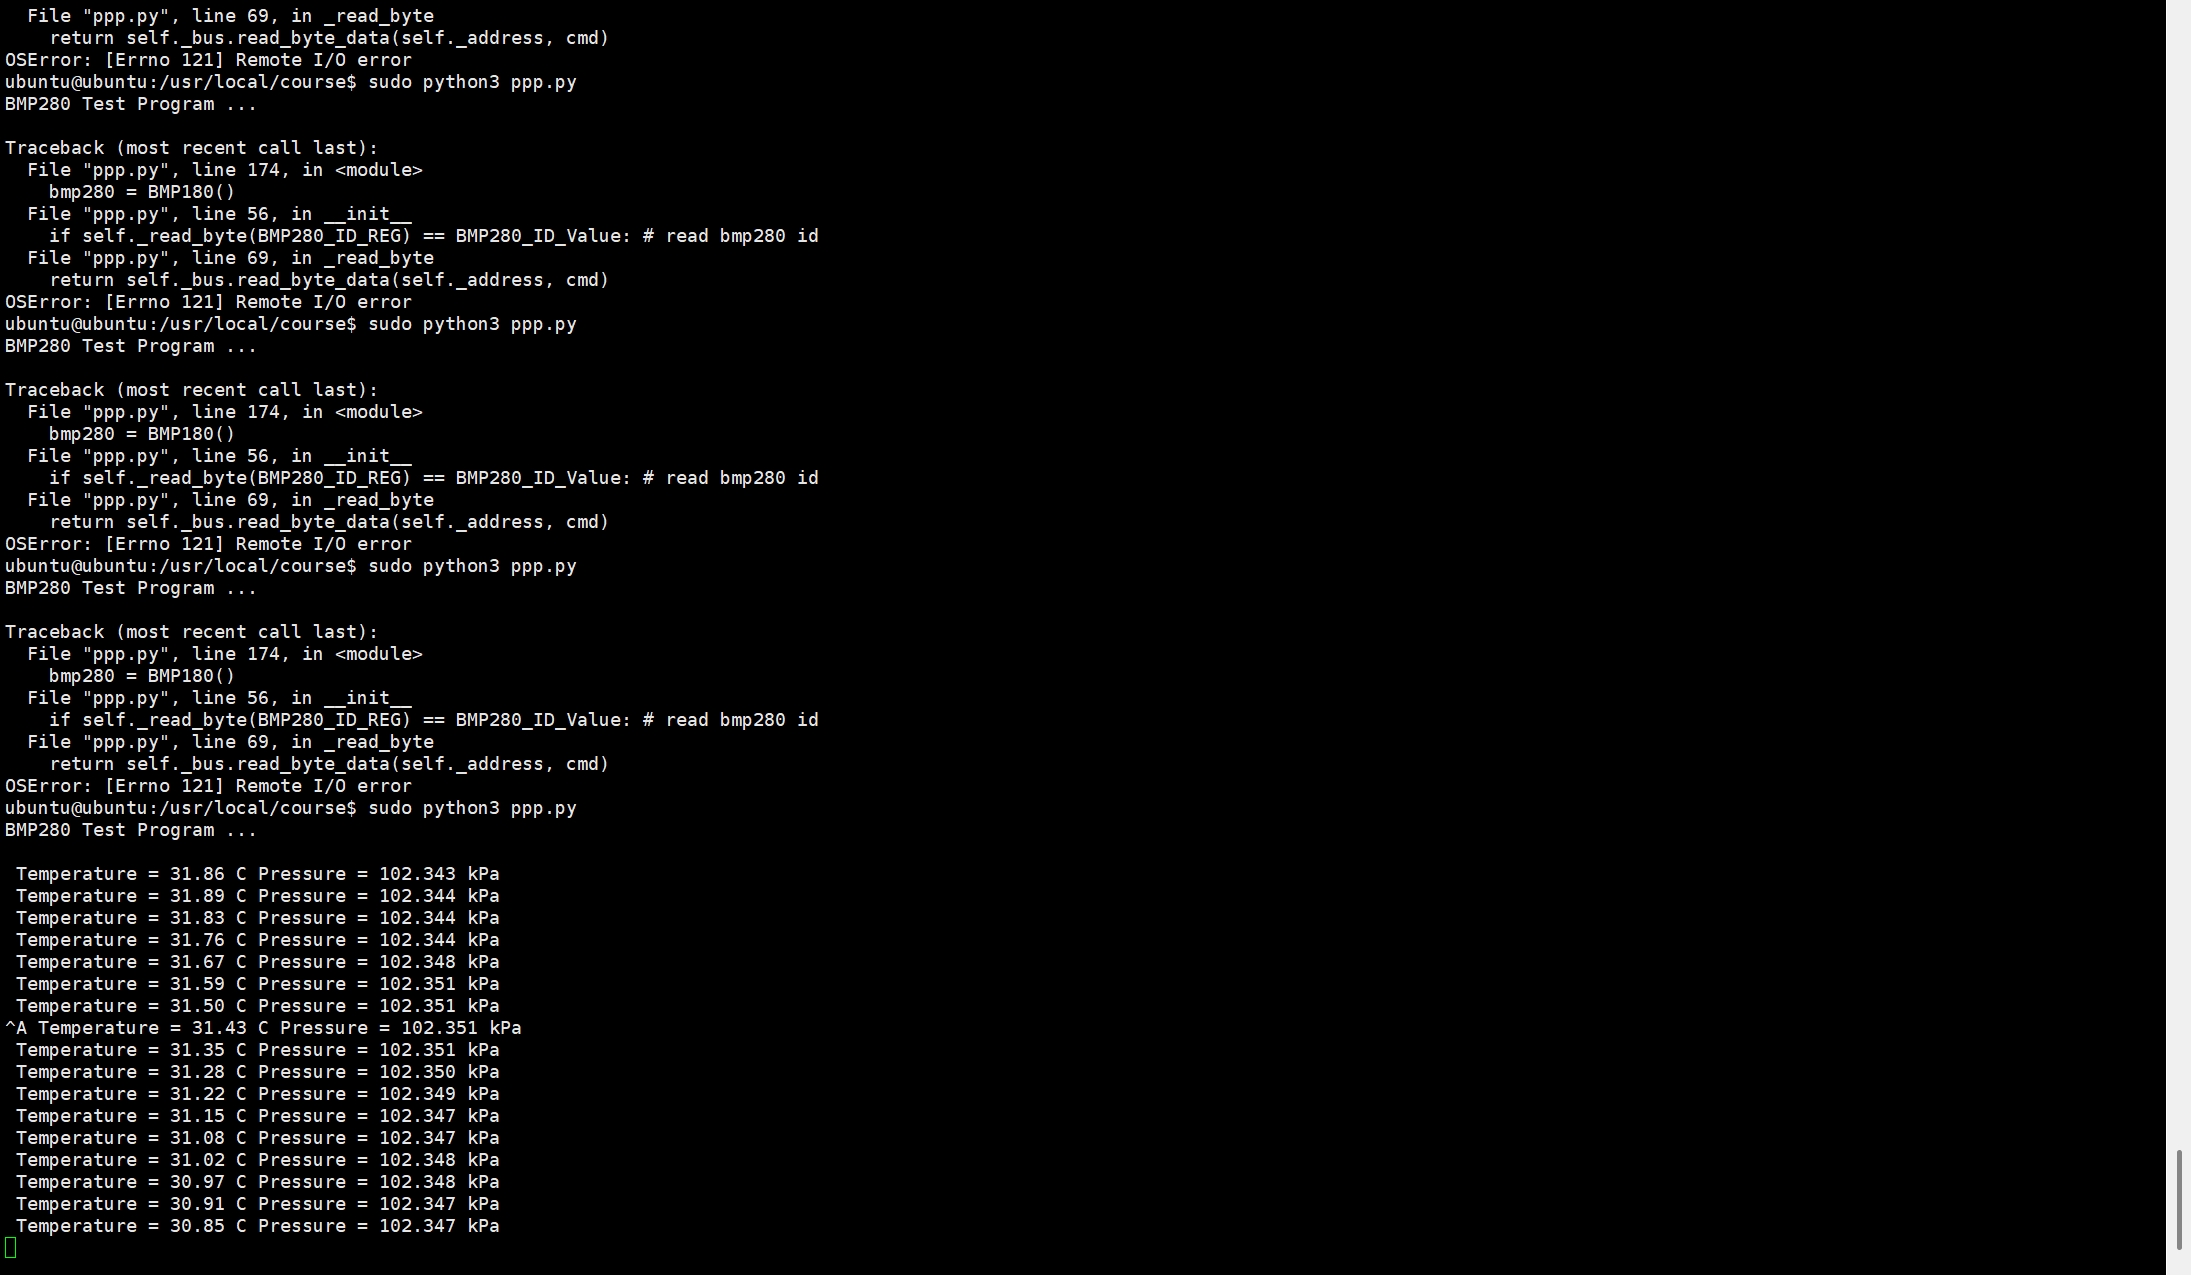 File "ppp.py", line 69, in _read_byte
    return self._bus.read_byte_data(self._address, cmd)
OSError: [Errno 121] Remote I/O error
ubuntu@ubuntu:/usr/local/course$ sudo python3 ppp.py
BMP280 Test Program ...

Traceback (most recent call last):
  File "ppp.py", line 174, in <module>
    bmp280 = BMP180()
  File "ppp.py", line 56, in __init__
    if self._read_byte(BMP280_ID_REG) == BMP280_ID_Value: # read bmp280 id
  File "ppp.py", line 69, in _read_byte
    return self._bus.read_byte_data(self._address, cmd)
OSError: [Errno 121] Remote I/O error
ubuntu@ubuntu:/usr/local/course$ sudo python3 ppp.py
BMP280 Test Program ...

Traceback (most recent call last):
  File "ppp.py", line 174, in <module>
    bmp280 = BMP180()
  File "ppp.py", line 56, in __init__
    if self._read_byte(BMP280_ID_REG) == BMP280_ID_Value: # read bmp280 id
  File "ppp.py", line 69, in _read_byte
    return self._bus.read_byte_data(self._address, cmd)
OSError: [Errno 121] Remote I/O error
ubuntu@ubuntu:/usr/local/course$ sudo python3 ppp.py
BMP280 Test Program ...

Traceback (most recent call last):
  File "ppp.py", line 174, in <module>
    bmp280 = BMP180()
  File "ppp.py", line 56, in __init__
    if self._read_byte(BMP280_ID_REG) == BMP280_ID_Value: # read bmp280 id
  File "ppp.py", line 69, in _read_byte
    return self._bus.read_byte_data(self._address, cmd)
OSError: [Errno 121] Remote I/O error
ubuntu@ubuntu:/usr/local/course$ sudo python3 ppp.py
BMP280 Test Program ...

 Temperature = 31.86 C Pressure = 102.343 kPa
 Temperature = 31.89 C Pressure = 102.344 kPa
 Temperature = 31.83 C Pressure = 102.344 kPa
 Temperature = 31.76 C Pressure = 102.344 kPa
 Temperature = 31.67 C Pressure = 102.348 kPa
 Temperature = 31.59 C Pressure = 102.351 kPa
 Temperature = 31.50 C Pressure = 102.351 kPa
^A Temperature = 31.43 C Pressure = 102.351 kPa
 Temperature = 31.35 C Pressure = 102.351 kPa
 Temperature = 31.28 C Pressure = 102.350 kPa
 Temperature = 31.22 C Pressure = 102.349 kPa
 Temperature = 31.15 C Pressure = 102.347 kPa
 Temperature = 31.08 C Pressure = 102.347 kPa
 Temperature = 31.02 C Pressure = 102.348 kPa
 Temperature = 30.97 C Pressure = 102.348 kPa
 Temperature = 30.91 C Pressure = 102.347 kPa
 Temperature = 30.85 C Pressure = 102.347 kPa